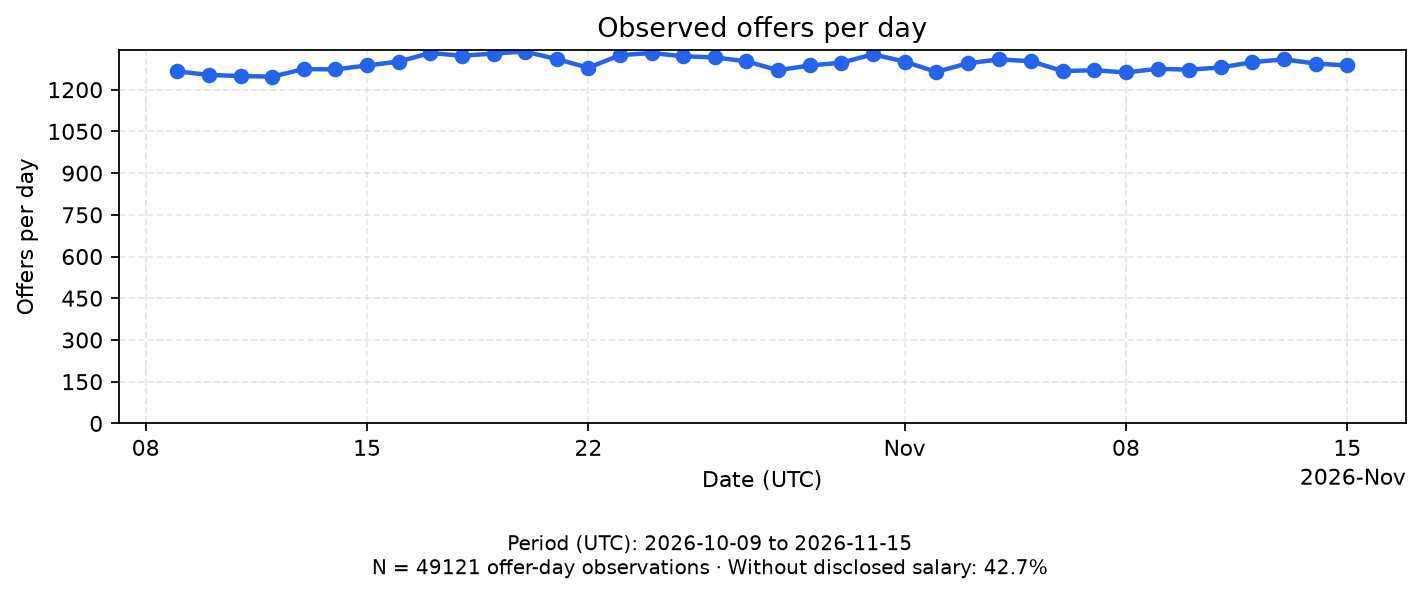 Observed offers per day
Offers per day
1200
1050
900
750
600
450
300
150
0
08 15 22 Nov 08 15
Date (UTC)
2026-Nov
Period (UTC): 2026-10-09 to 2026-11-15
N = 49121 offer-day observations · Without disclosed salary: 42.7%